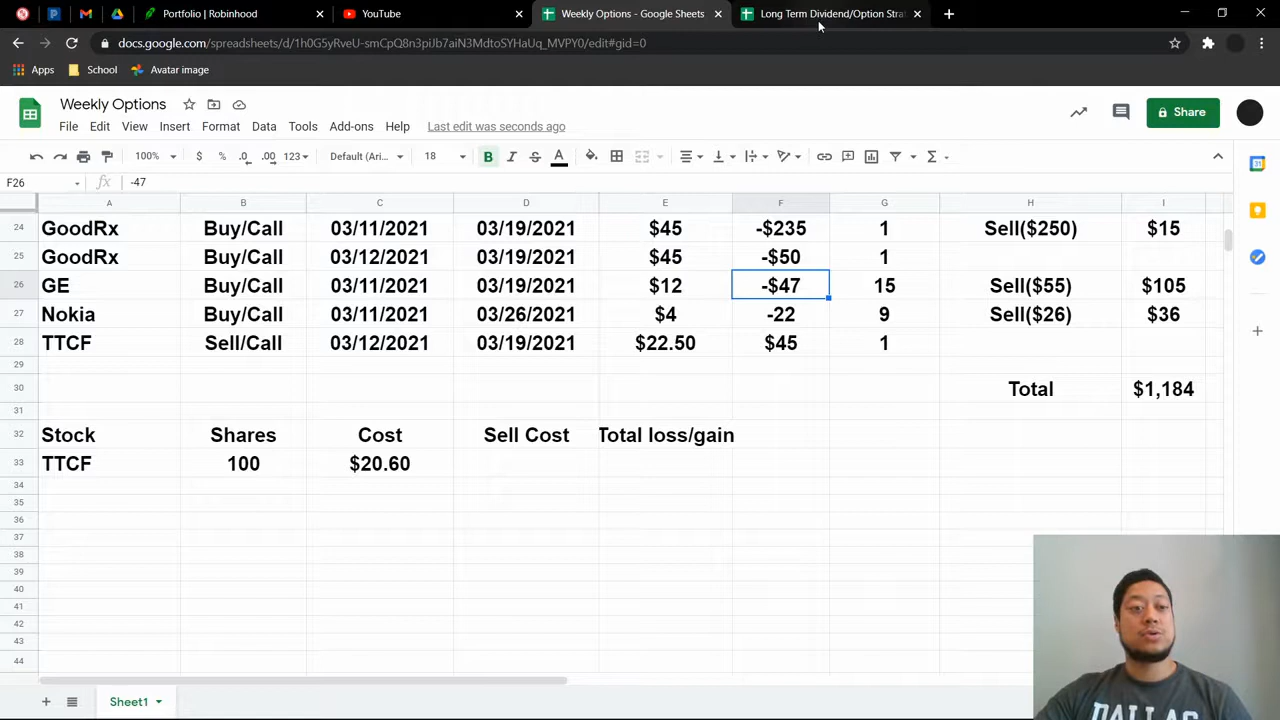 Portfolio | Robinhood
YouTube
Weekly Options - Google Sheets
Long Term Dividend/Option Strat
docs.google.com/spreadsheets/d/1h0G5yRveU-smCpQ8n3piJb7aiN3MdtoSYHaUq_MVPY0/edit#gid=0
Apps School Avatar image
Weekly Options
File Edit View Insert Format Data Tools Add-ons Help Last edit was seconds ago
Share
100% $ % .0 .00 123 Default (Ari... 18 B I S A
F26 fx -47
A B C D E F G H I
24 GoodRx Buy/Call 03/11/2021 03/19/2021 $45 -$235 1 Sell($250) $15
25 GoodRx Buy/Call 03/12/2021 03/19/2021 $45 -$50 1
26 GE Buy/Call 03/11/2021 03/19/2021 $12 -$47 15 Sell($55) $105
27 Nokia Buy/Call 03/11/2021 03/26/2021 $4 -22 9 Sell($26) $36
28 TTCF Sell/Call 03/12/2021 03/19/2021 $22.50 $45 1
29
30 Total $1,184
31
32 Stock Shares Cost Sell Cost Total loss/gain
33 TTCF 100 $20.60
34
35
36
37
38
39
40
41
42
43
44
Sheet1
DALLAS